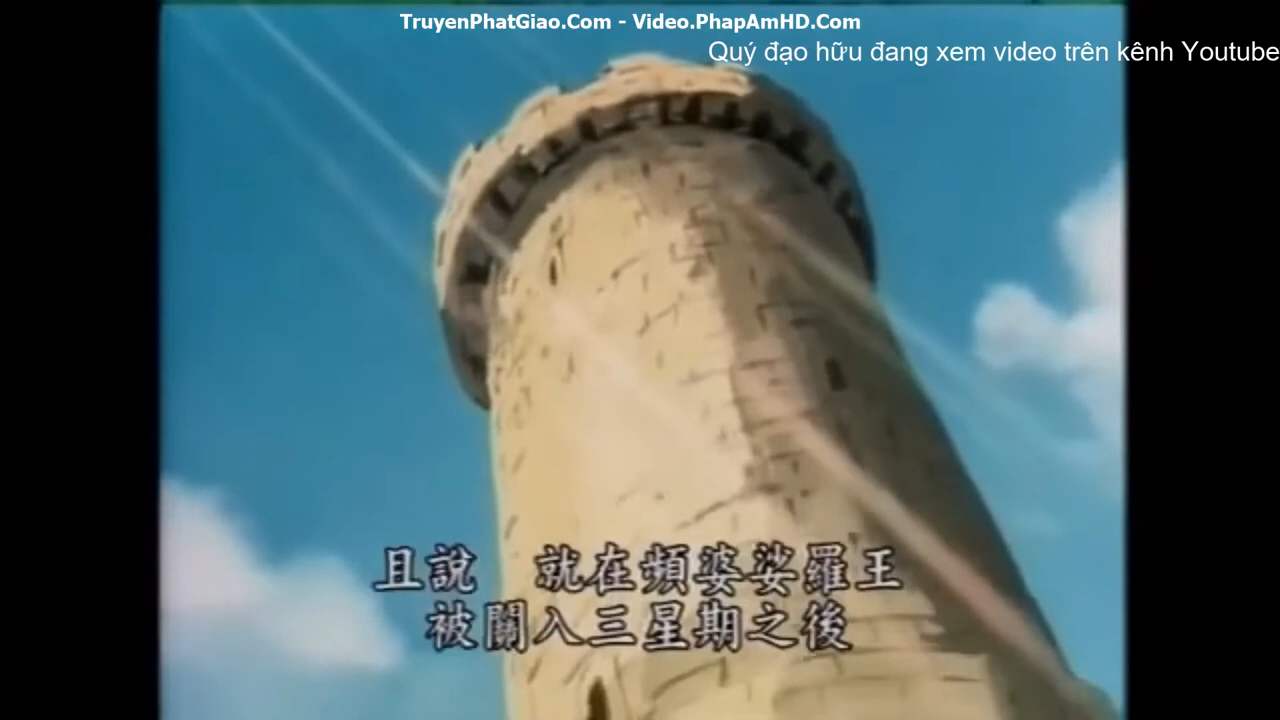 TruyenPhatGiao.Com - Video.PhapAmHD.Com
Quý đạo hữu đang xem video trên kênh Youtube
且說 就在頻婆娑羅王
被關入三星期之後